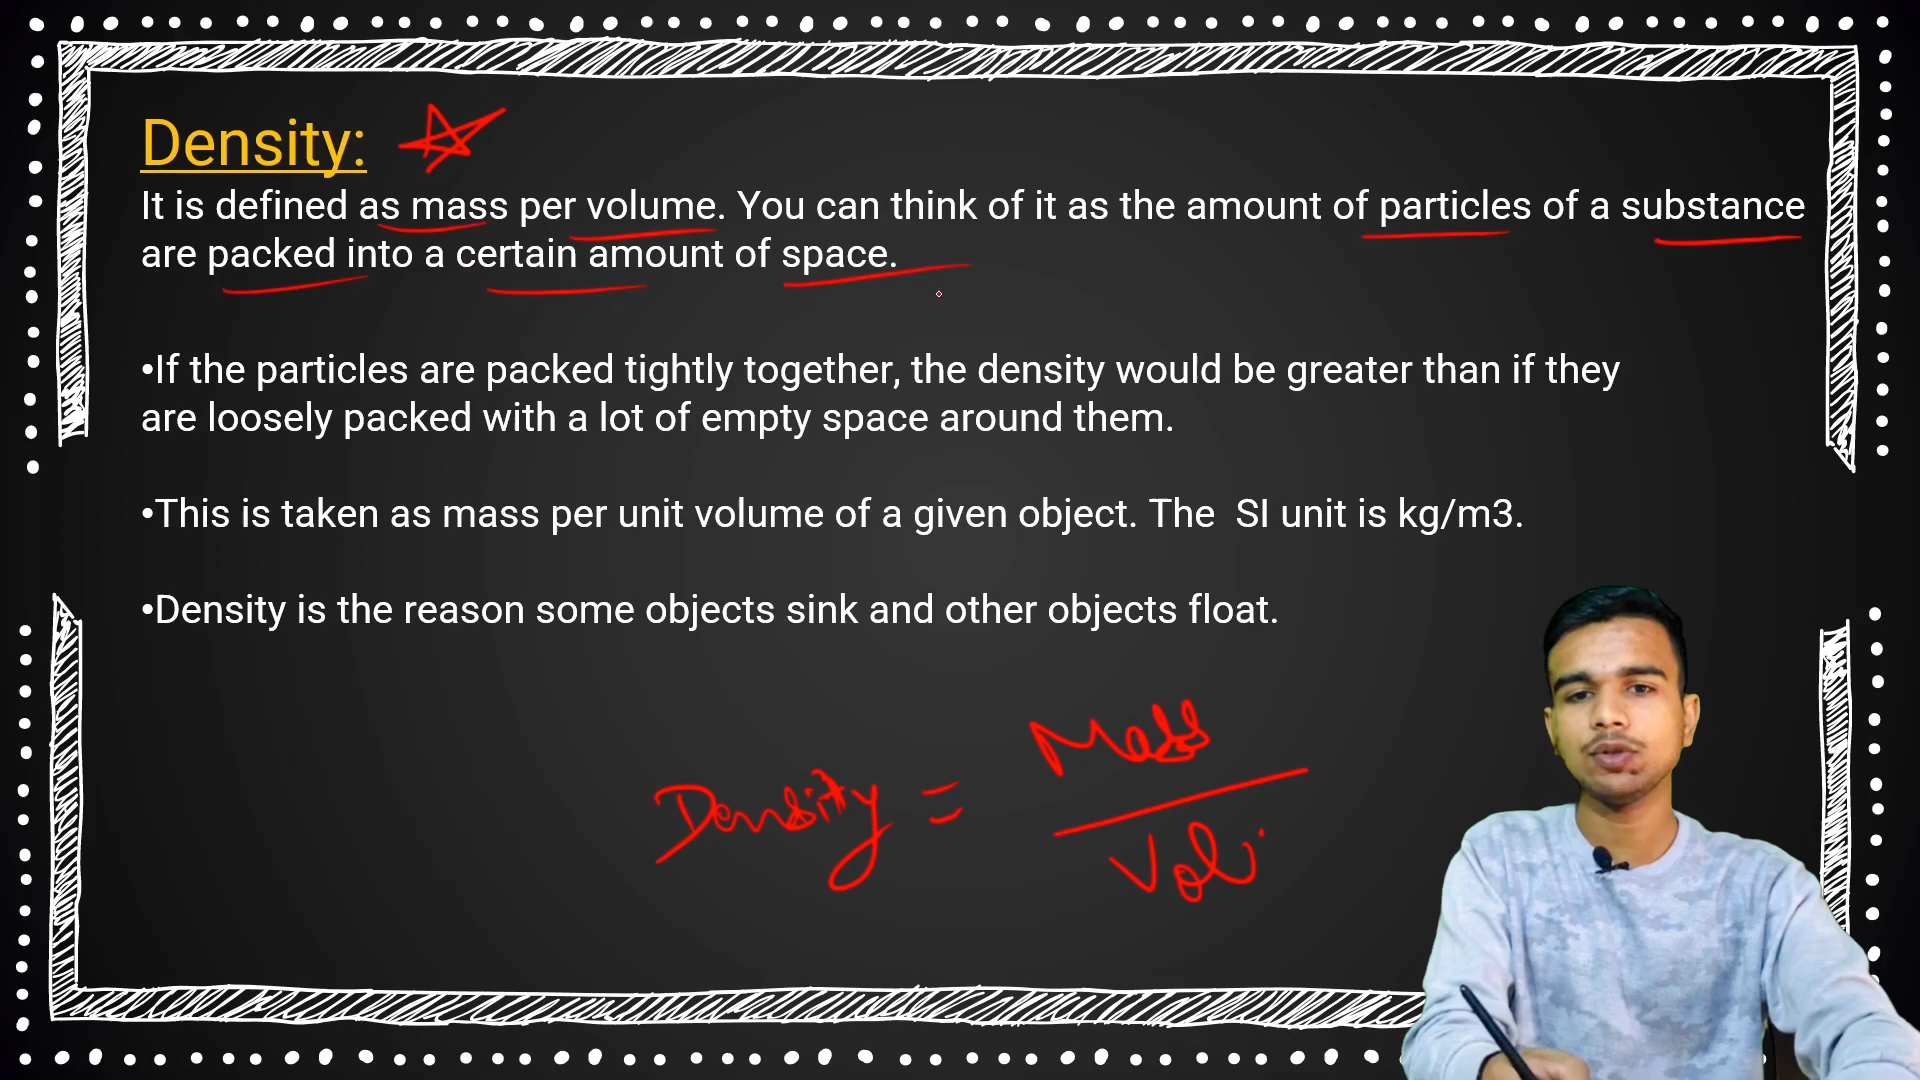 Density:
It is defined as mass per volume. You can think of it as the amount of particles of a substance
are packed into a certain amount of space.
•If the particles are packed tightly together, the density would be greater than if they
are loosely packed with a lot of empty space around them.
•This is taken as mass per unit volume of a given object. The  SI unit is kg/m3.
•Density is the reason some objects sink and other objects float.
Density = Mass
Vol.